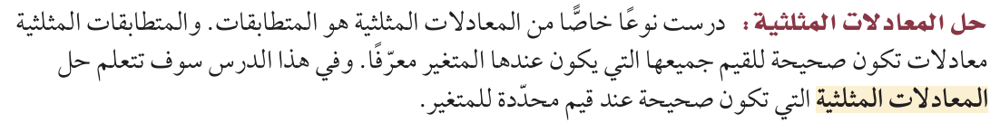 حل المعادلات المثلثية: درست نوعًا خاصًّا من المعادلات المثلثية هو المتطابقات. والمتطابقات المثلثية
معادلات تكون صحيحة للقيم جميعها التي يكون عندها المتغير معرّفًا. وفي هذا الدرس سوف تتعلم حل
المعادلات المثلثية التي تكون صحيحة عند قيم محدّدة للمتغير.